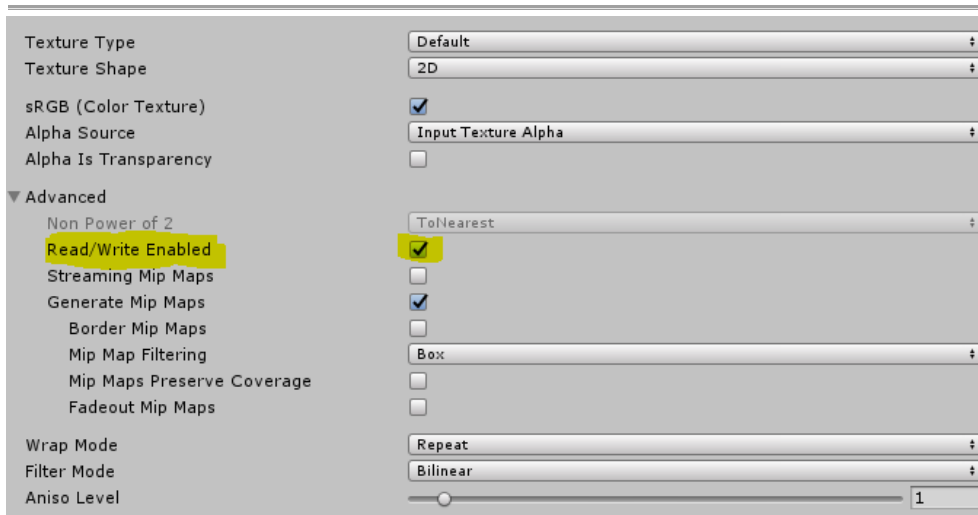 Texture Type Default
Texture Shape 2D
sRGB (Color Texture)
Alpha Source Input Texture Alpha
Alpha Is Transparency
Advanced
Non Power of 2 ToNearest
Read/Write Enabled
Streaming Mip Maps
Generate Mip Maps
Border Mip Maps
Mip Map Filtering Box
Mip Maps Preserve Coverage
Fadeout Mip Maps
Wrap Mode Repeat
Filter Mode Bilinear
Aniso Level 1